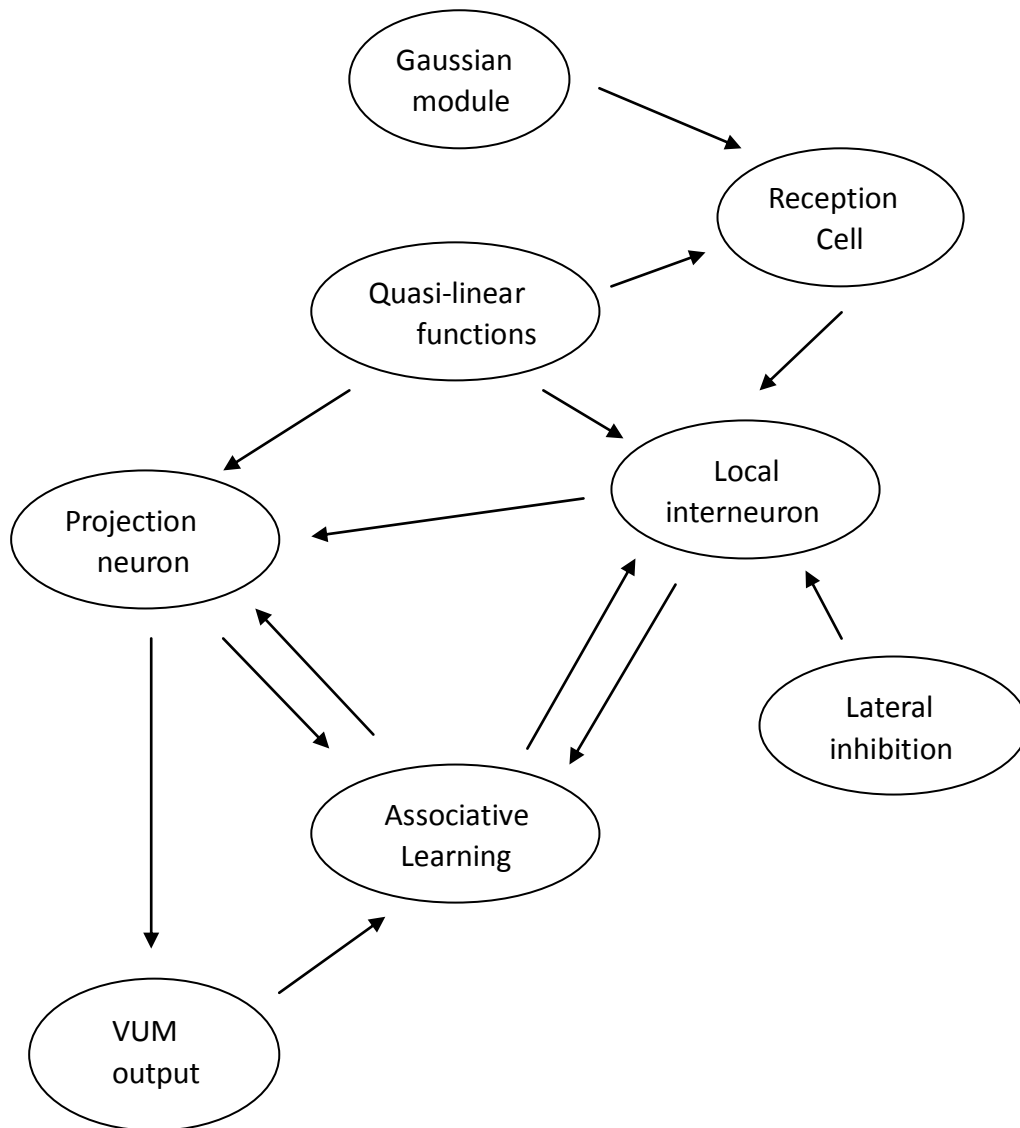 Gaussian
module
Reception
Cell
Quasi-linear
functions
Local
interneuron
Projection
neuron
Lateral
inhibition
Associative
Learning
VUM
output